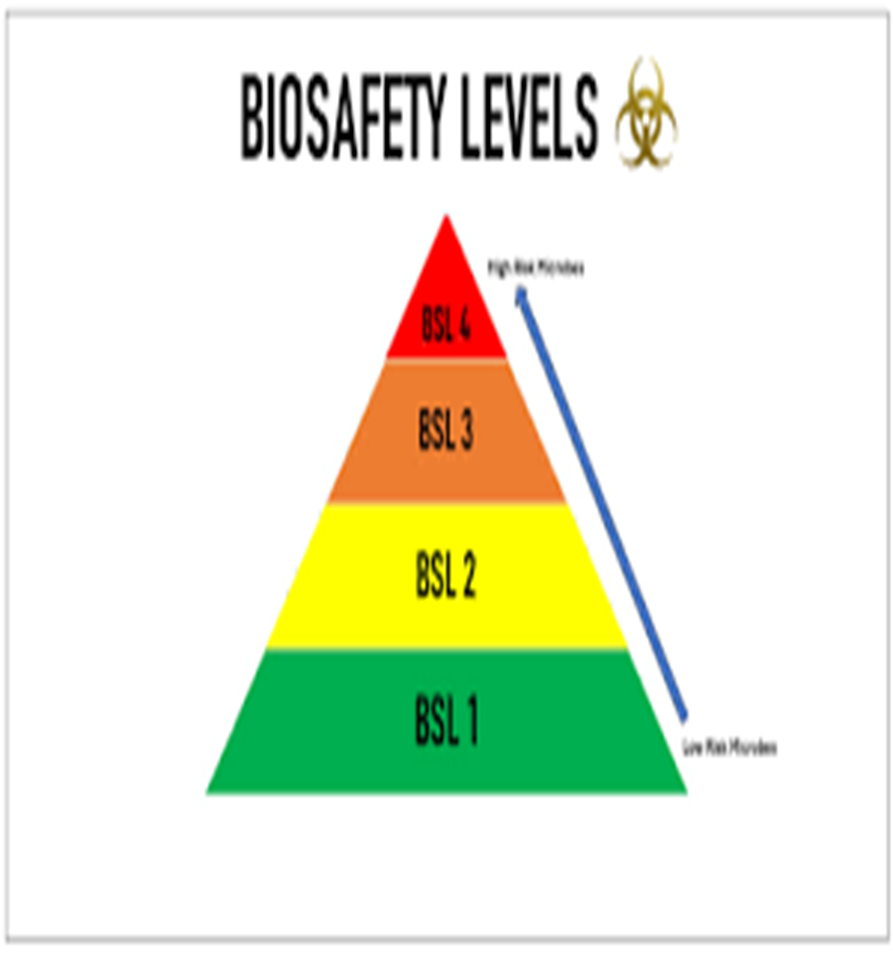 BIOSAFETY LEVELS
High Risk Microbes
BSL 4
BSL 3
BSL 2
BSL 1
Low Risk Microbes